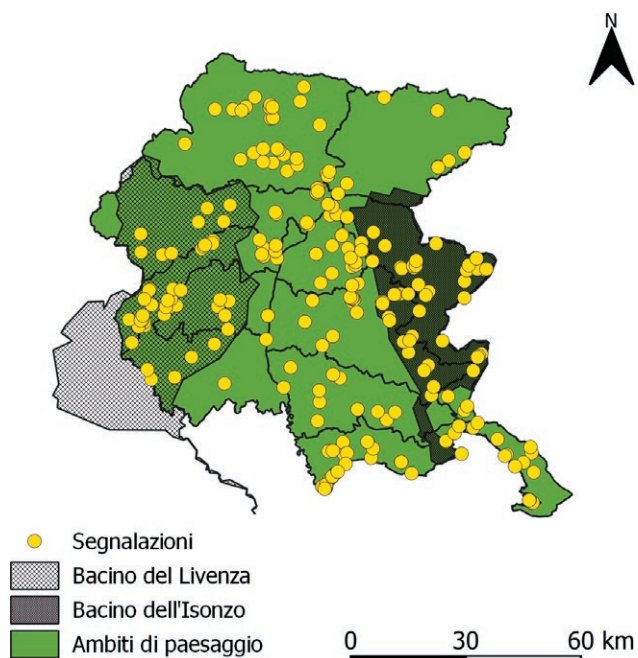 N
Segnalazioni
Bacino del Livenza
Bacino dell'Isonzo
Ambiti di paesaggio
0 30 60 km